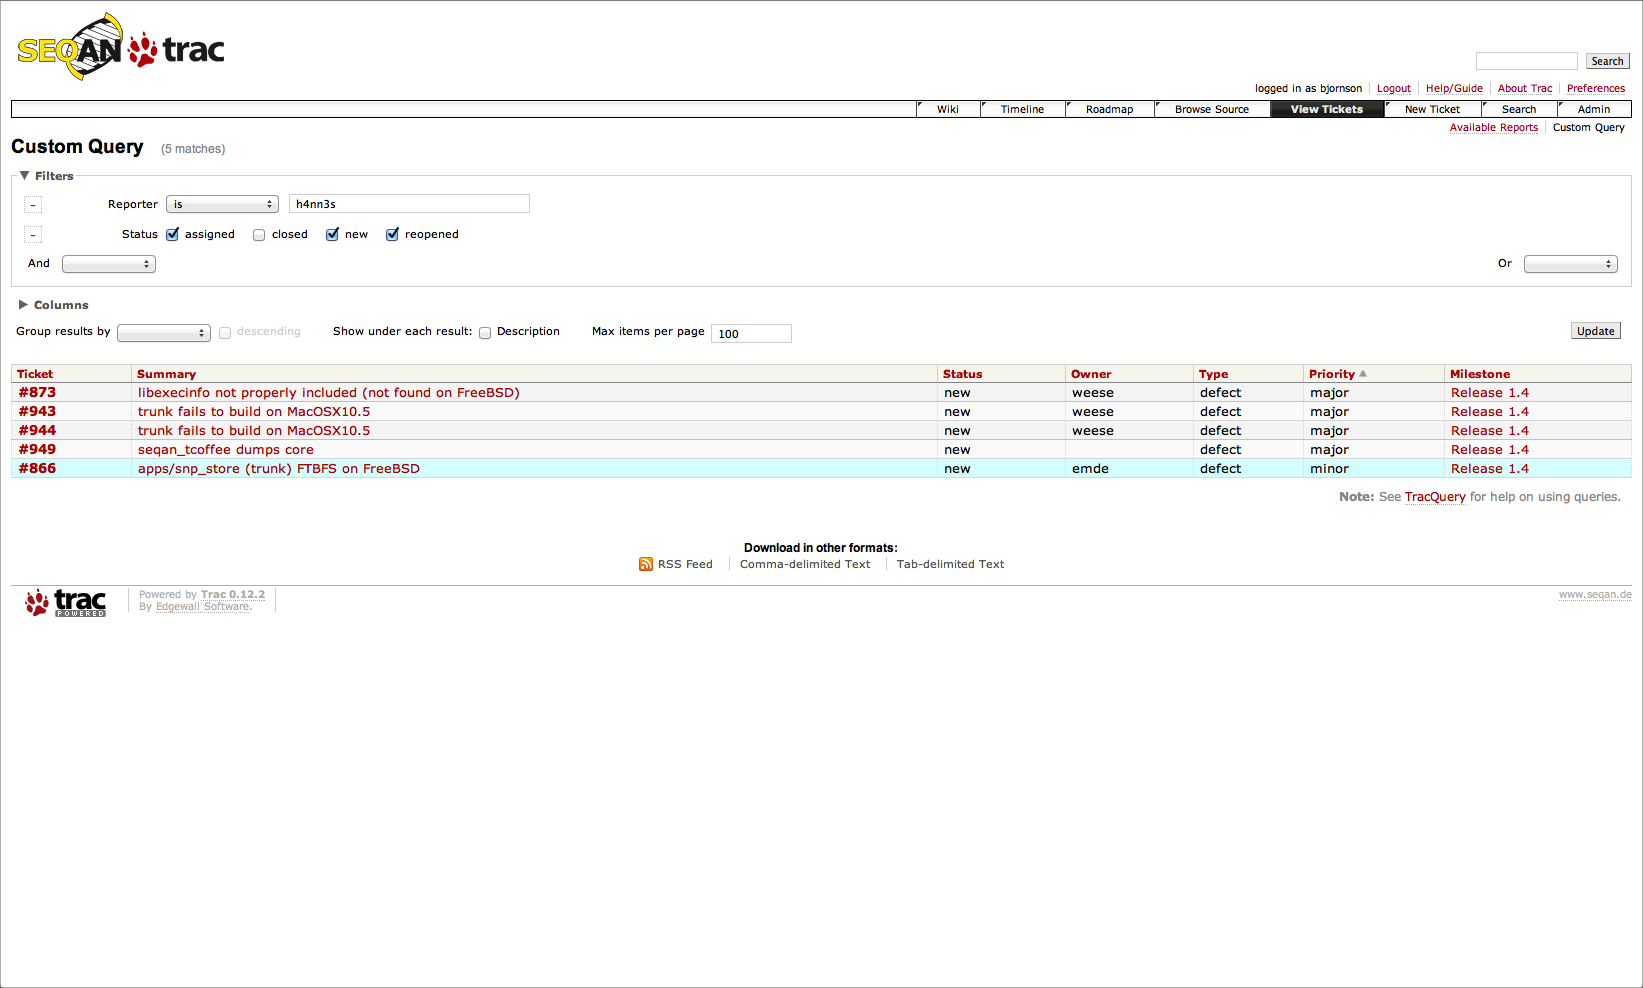 SEQAN trac
Search
logged in as bjornson Logout Help/Guide About Trac Preferences
Wiki Timeline Roadmap Browse Source View Tickets New Ticket Search Admin
Available Reports Custom Query
Custom Query (5 matches)
Filters
- Reporter is h4nn3s
- Status assigned closed new reopened
And Or
Columns
Group results by descending Show under each result: Description Max items per page 100 Update
Ticket Summary Status Owner Type Priority Milestone
#873 libexecinfo not properly included (not found on FreeBSD) new weese defect major Release 1.4
#943 trunk fails to build on MacOSX10.5 new weese defect major Release 1.4
#944 trunk fails to build on MacOSX10.5 new weese defect major Release 1.4
#949 seqan_tcoffee dumps core new defect major Release 1.4
#866 apps/snp_store (trunk) FTBFS on FreeBSD new emde defect minor Release 1.4
Note: See TracQuery for help on using queries.
Download in other formats:
RSS Feed Comma-delimited Text Tab-delimited Text
trac POWERED
Powered by Trac 0.12.2
By Edgewall Software.
www.seqan.de